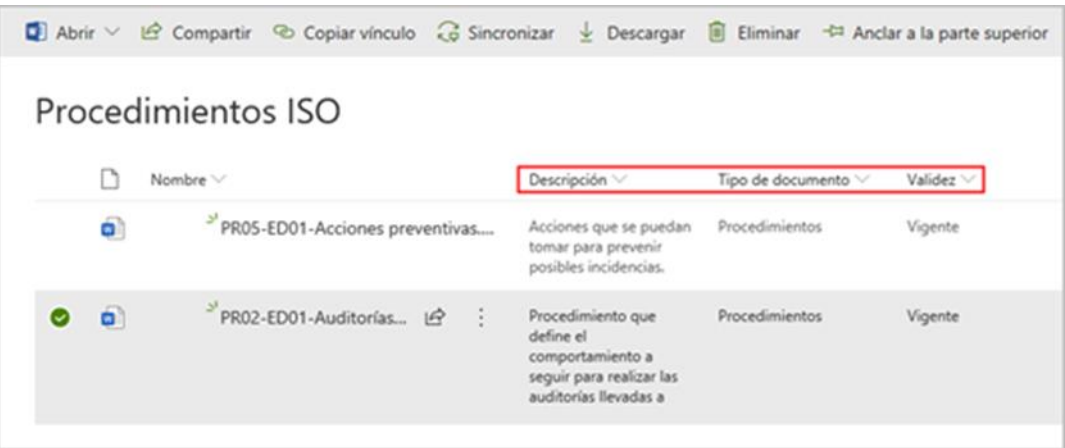 Abrir Compartir Copiar vínculo Sincronizar Descargar Eliminar Anclar a la parte superior
Procedimientos ISO
Nombre Descripción Tipo de documento Validez
PR05-ED01-Acciones preventivas.... Acciones que se puedan Procedimientos Vigente
tomar para prevenir
posibles incidencias.
PR02-ED01-Auditorías... Procedimiento que Procedimientos Vigente
define el
comportamiento a
seguir para realizar las
auditorías llevadas a